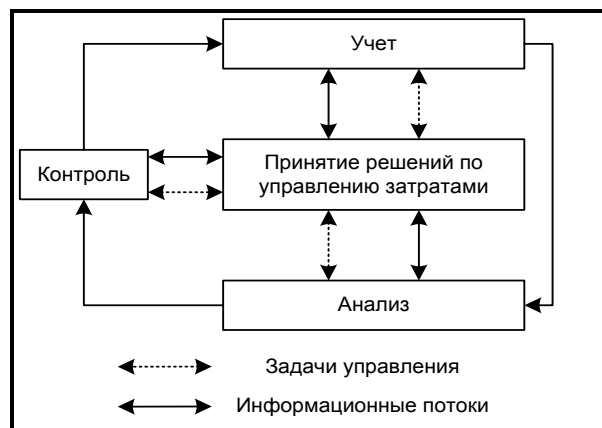 Учет
Принятие решений по
управлению затратами
Контроль
Анализ
Задачи управления
Информационные потоки